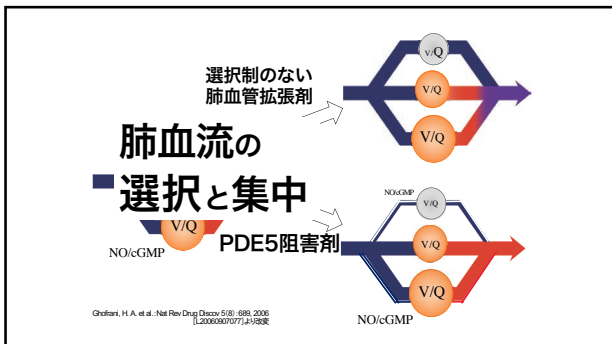 選択制のない
肺血管拡張剤
V/Q
V/Q
V/Q
肺血流の
選択と集中
V/Q
NO/cGMP
PDE5阻害剤
NO/cGMP
V/Q
V/Q
V/Q
NO/cGMP
Ghofrani, H. A. et al.:Nat Rev Drug Discov 5(8):689, 2006
[L20060907077]より改変